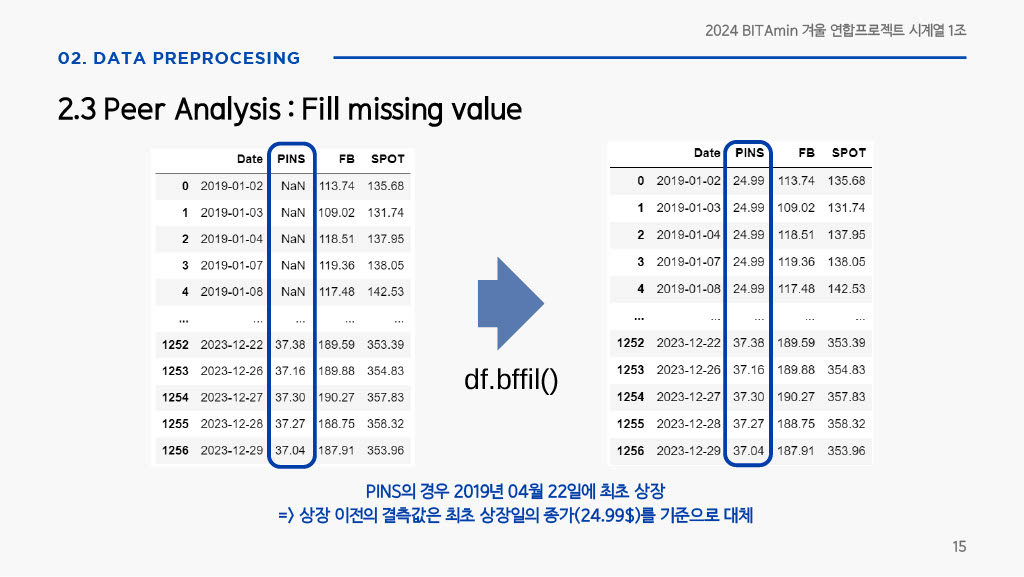 2024 BITAmin 겨울 연합프로젝트 시계열 1조
02. DATA PREPROCESING
2.3 Peer Analysis : Fill missing value
Date PINS FB SPOT
0 2019-01-02 NaN 113.74 135.68
1 2019-01-03 NaN 109.02 131.74
2 2019-01-04 NaN 118.51 137.95
3 2019-01-07 NaN 119.36 138.05
4 2019-01-08 NaN 117.48 142.53
... ... ... ... ...
1252 2023-12-22 37.38 189.59 353.39
1253 2023-12-26 37.16 189.88 354.83
1254 2023-12-27 37.30 190.27 357.83
1255 2023-12-28 37.27 188.75 358.32
1256 2023-12-29 37.04 187.91 353.96
df.bffil()
Date PINS FB SPOT
0 2019-01-02 24.99 113.74 135.68
1 2019-01-03 24.99 109.02 131.74
2 2019-01-04 24.99 118.51 137.95
3 2019-01-07 24.99 119.36 138.05
4 2019-01-08 24.99 117.48 142.53
... ... ... ... ...
1252 2023-12-22 37.38 189.59 353.39
1253 2023-12-26 37.16 189.88 354.83
1254 2023-12-27 37.30 190.27 357.83
1255 2023-12-28 37.27 188.75 358.32
1256 2023-12-29 37.04 187.91 353.96
PINS의 경우 2019년 04월 22일에 최초 상장
=> 상장 이전의 결측값은 최초 상장일의 종가(24.99$)를 기준으로 대체
15